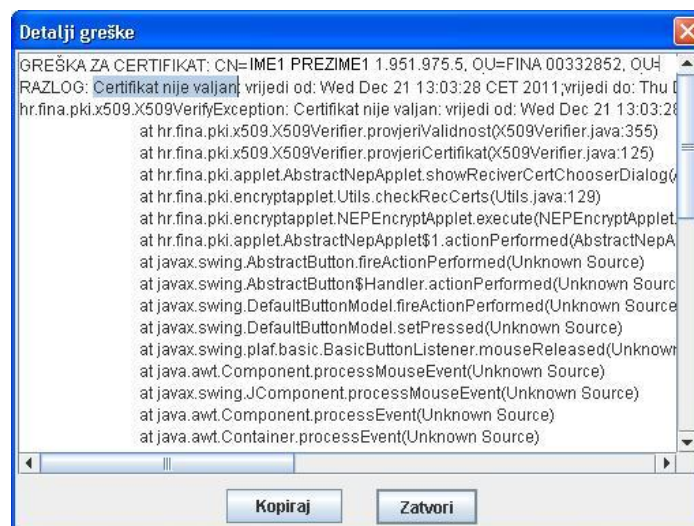 Detalji greške
GREŠKA ZA CERTIFIKAT: CN= IME1 PREZIME1 1.951.975.5, OU=FINA 00332852, OU=
RAZLOG: Certifikat nije valjan: vrijedi od: Wed Dec 21 13:03:28 CET 2011;vrijedi do: Thu D
hr.fina.pki.x509.X509VerifyException: Certifikat nije valjan: vrijedi od: Wed Dec 21 13:03:28
at hr.fina.pki.x509.X509Verifier.provjeriValidnost(X509Verifier.java:355)
at hr.fina.pki.x509.X509Verifier.provjeriCertifikat(X509Verifier.java:125)
at hr.fina.pki.applet.AbstractNepApplet.showReciverCertChooserDialog(
at hr.fina.pki.encryptapplet.Utils.checkRecCerts(Utils.java:129)
at hr.fina.pki.encryptapplet.NEPEncryptApplet.execute(NEPEncryptApplet.
at hr.fina.pki.applet.AbstractNepApplet$1.actionPerformed(AbstractNepA
at javax.swing.AbstractButton.fireActionPerformed(Unknown Source)
at javax.swing.AbstractButton$Handler.actionPerformed(Unknown Sourc
at javax.swing.DefaultButtonModel.fireActionPerformed(Unknown Source
at javax.swing.DefaultButtonModel.setPressed(Unknown Source)
at javax.swing.plaf.basic.BasicButtonListener.mouseReleased(Unknown
at java.awt.Component.processMouseEvent(Unknown Source)
at javax.swing.JComponent.processMouseEvent(Unknown Source)
at java.awt.Component.processEvent(Unknown Source)
at java.awt.Container.processEvent(Unknown Source)
Kopiraj Zatvori